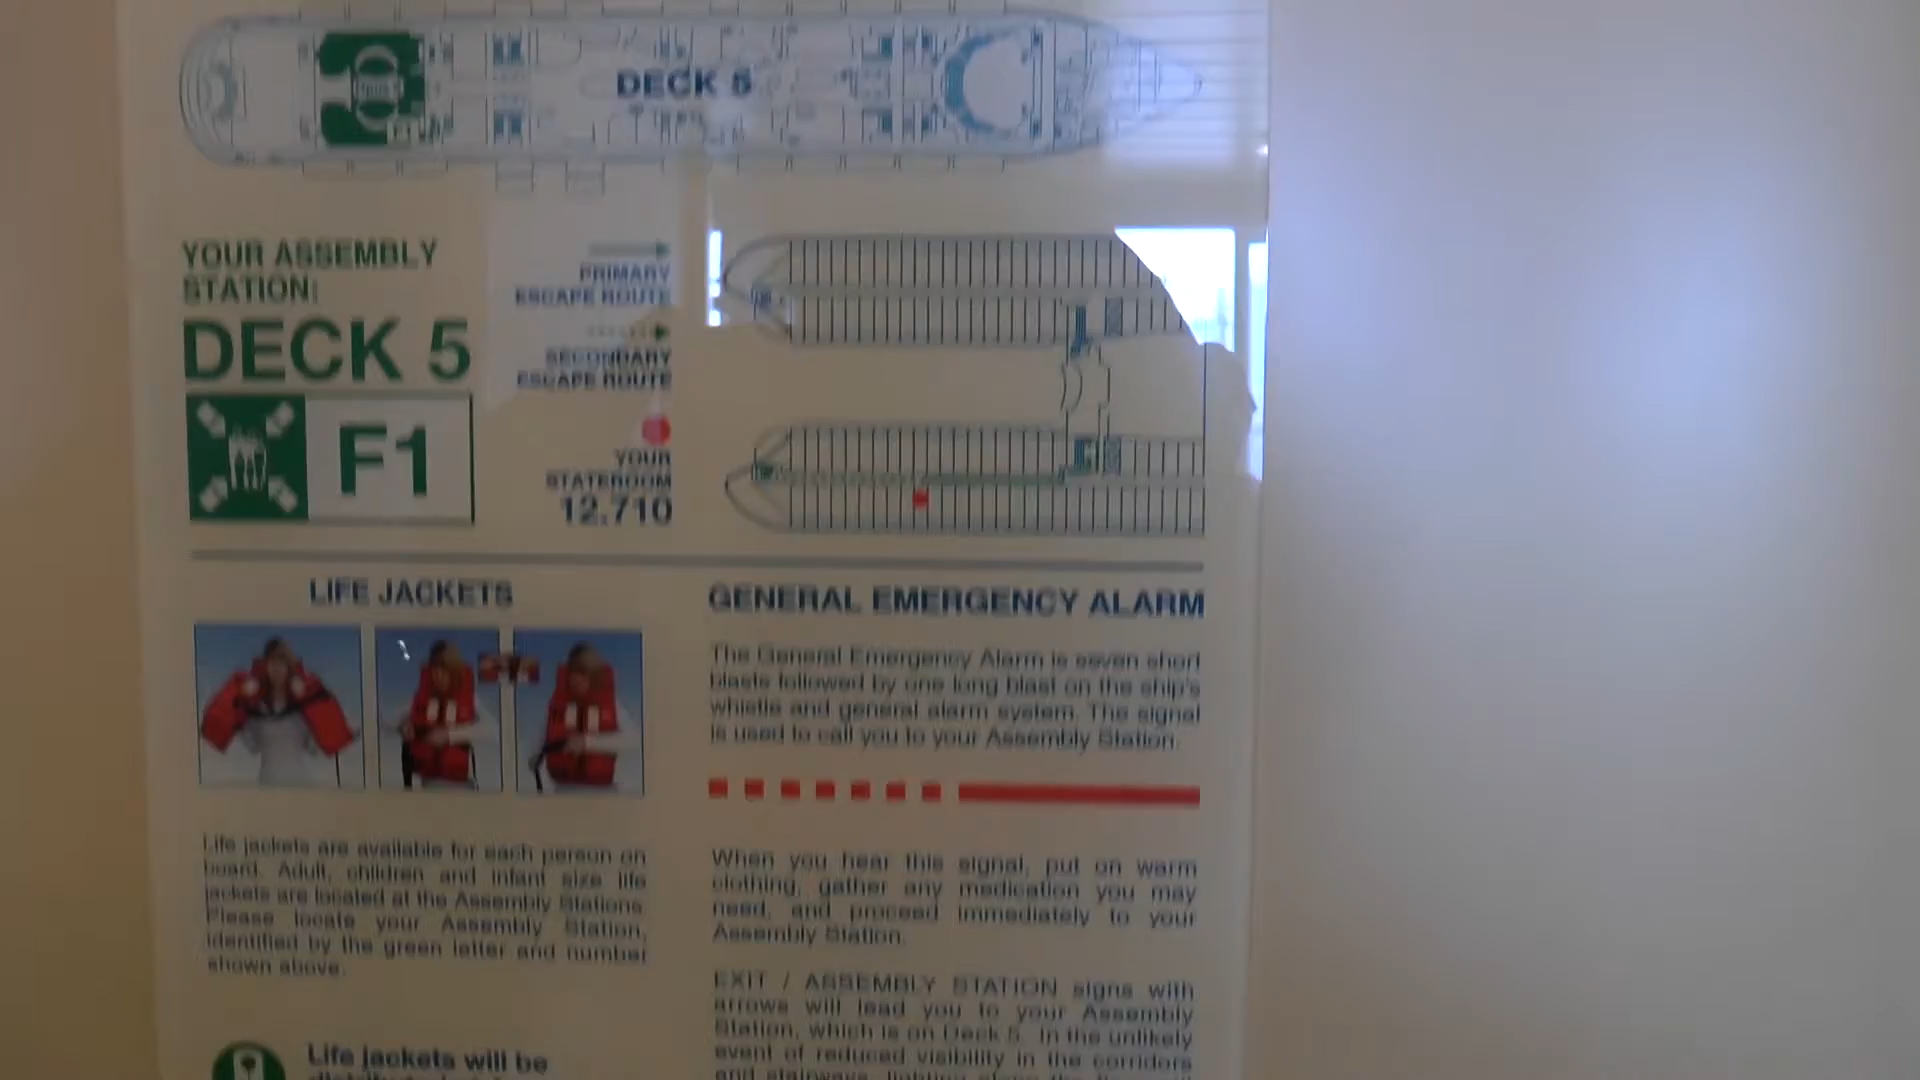 DECK 5
YOUR ASSEMBLY
STATION:
DECK 5
F1
PRIMARY
ESCAPE ROUTE
SECONDARY
ESCAPE ROUTE
YOUR
STATEROOM
12.710
LIFE JACKETS
Life jackets are available for each person on
board. Adult, children and infant size life
jackets are located at the Assembly Stations.
Please locate your Assembly Station,
identified by the green letter and number
shown above.
Life jackets will be
GENERAL EMERGENCY ALARM
The General Emergency Alarm is seven short
blasts followed by one long blast on the ship's
whistle and general alarm system. The signal
is used to call you to your Assembly Station.
When you hear this signal, put on warm
clothing, gather any medication you may
need, and proceed immediately to your
Assembly Station.
EXIT / ASSEMBLY STATION signs with
arrows will lead you to your Assembly
Station, which is on Deck 5. In the unlikely
event of reduced visibility in the corridors
and stairways, lighting along the